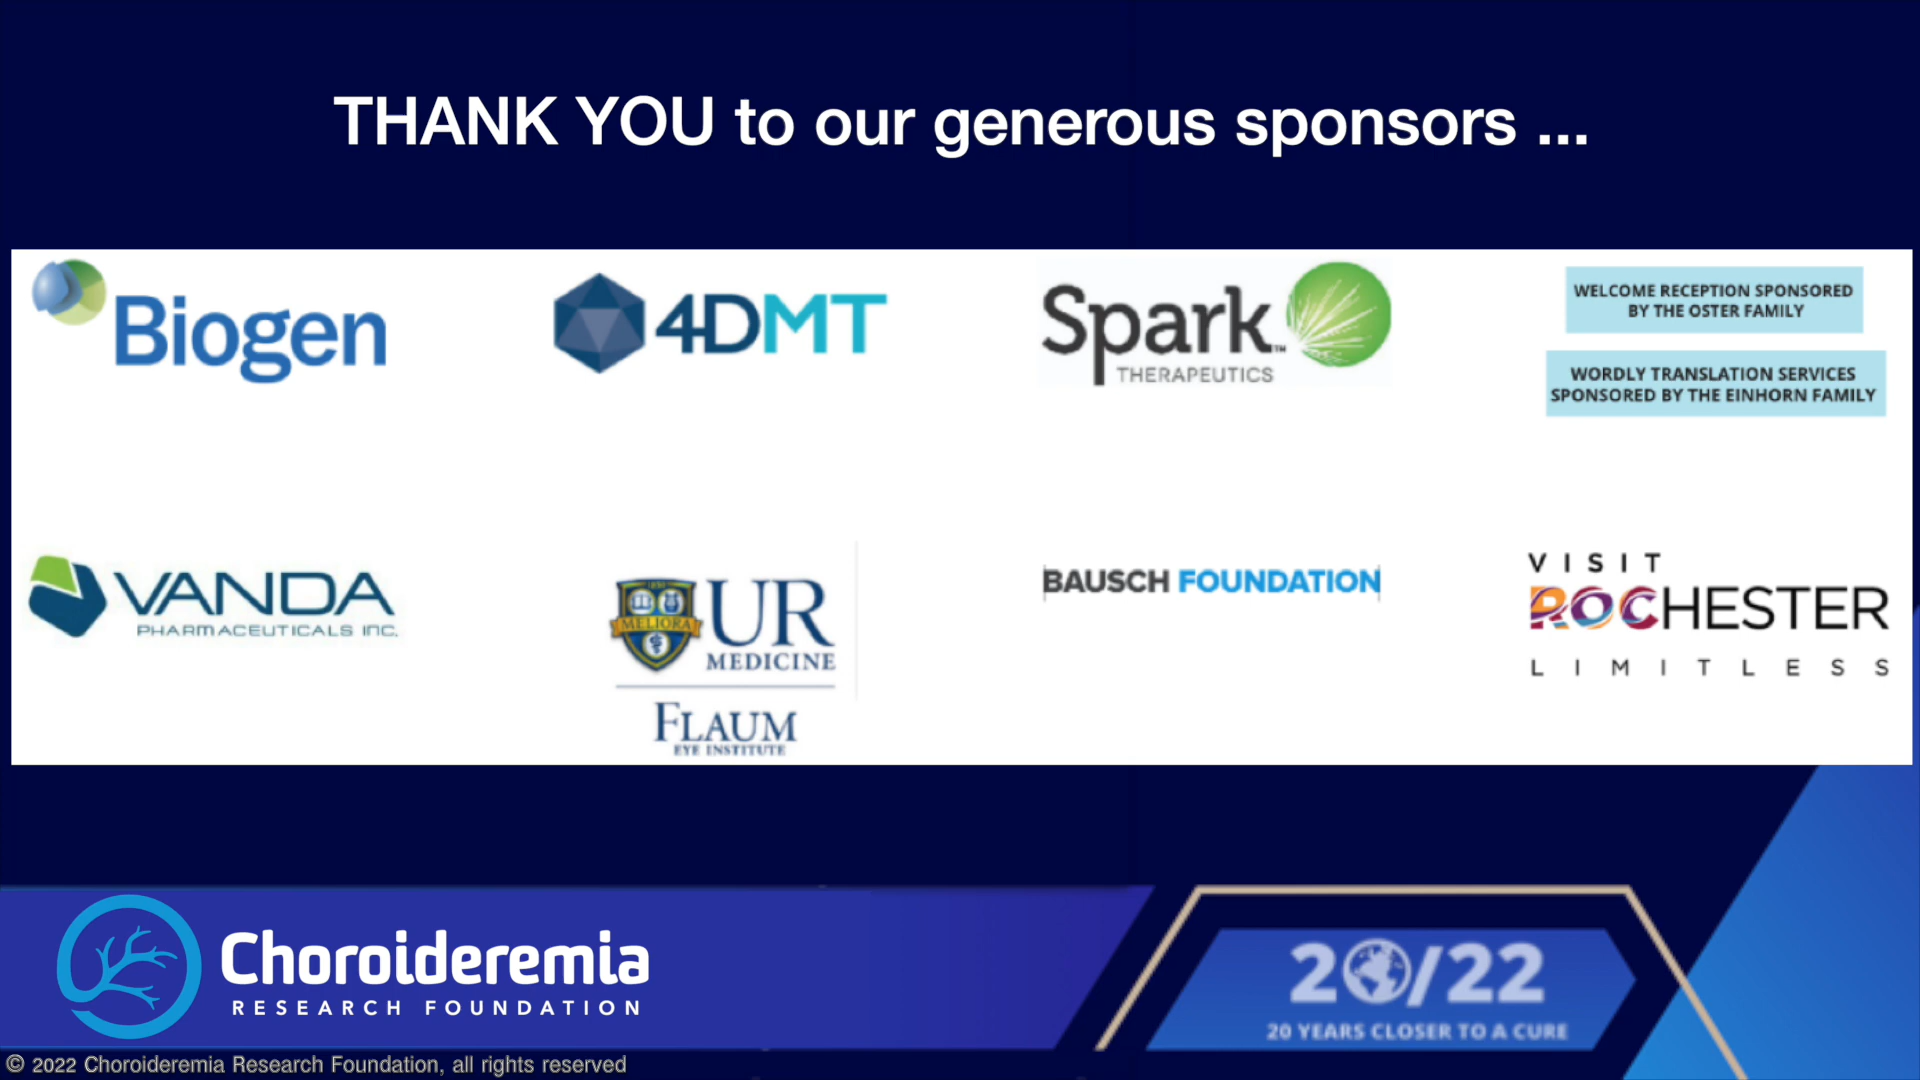 THANK YOU to our generous sponsors ...
Biogen
4DMT
Spark™
THERAPEUTICS
WELCOME RECEPTION SPONSORED
BY THE OSTER FAMILY
WORDLY TRANSLATION SERVICES
SPONSORED BY THE EINHORN FAMILY
VANDA
PHARMACEUTICALS INC.
MELIORA
UR
MEDICINE
FLAUM
EYE INSTITUTE
BAUSCH FOUNDATION
VISIT
ROCHESTER
LIMITLESS
Choroideremia
RESEARCH FOUNDATION
20/22
20 YEARS CLOSER TO A CURE
© 2022 Choroideremia Research Foundation, all rights reserved